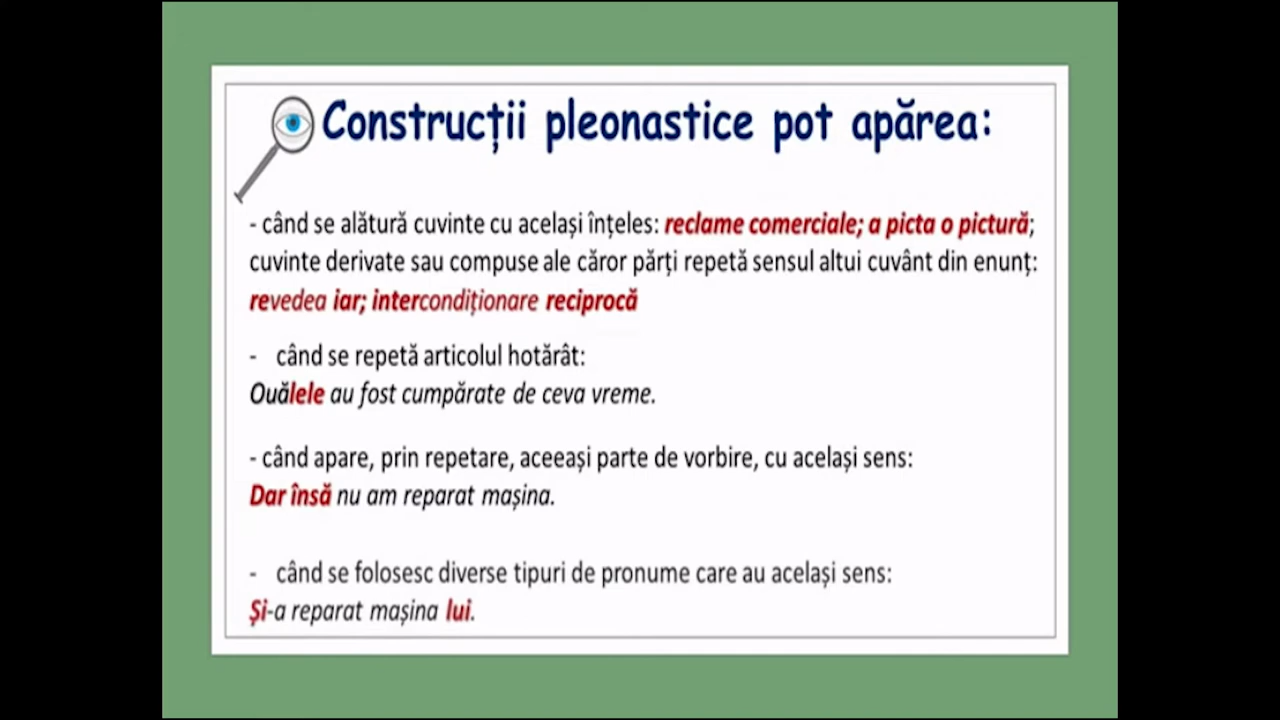 Construcții pleonastice pot apărea:
- când se alătură cuvinte cu același înțeles: reclame comerciale; a picta o pictură;
cuvinte derivate sau compuse ale căror părți repetă sensul altui cuvânt din enunț:
revedea iar; intercondiționare reciprocă
- când se repetă articolul hotărât:
Ouălele au fost cumpărate de ceva vreme.
- când apare, prin repetare, aceeași parte de vorbire, cu același sens:
Dar însă nu am reparat mașina.
- când se folosesc diverse tipuri de pronume care au același sens:
Și-a reparat mașina lui.